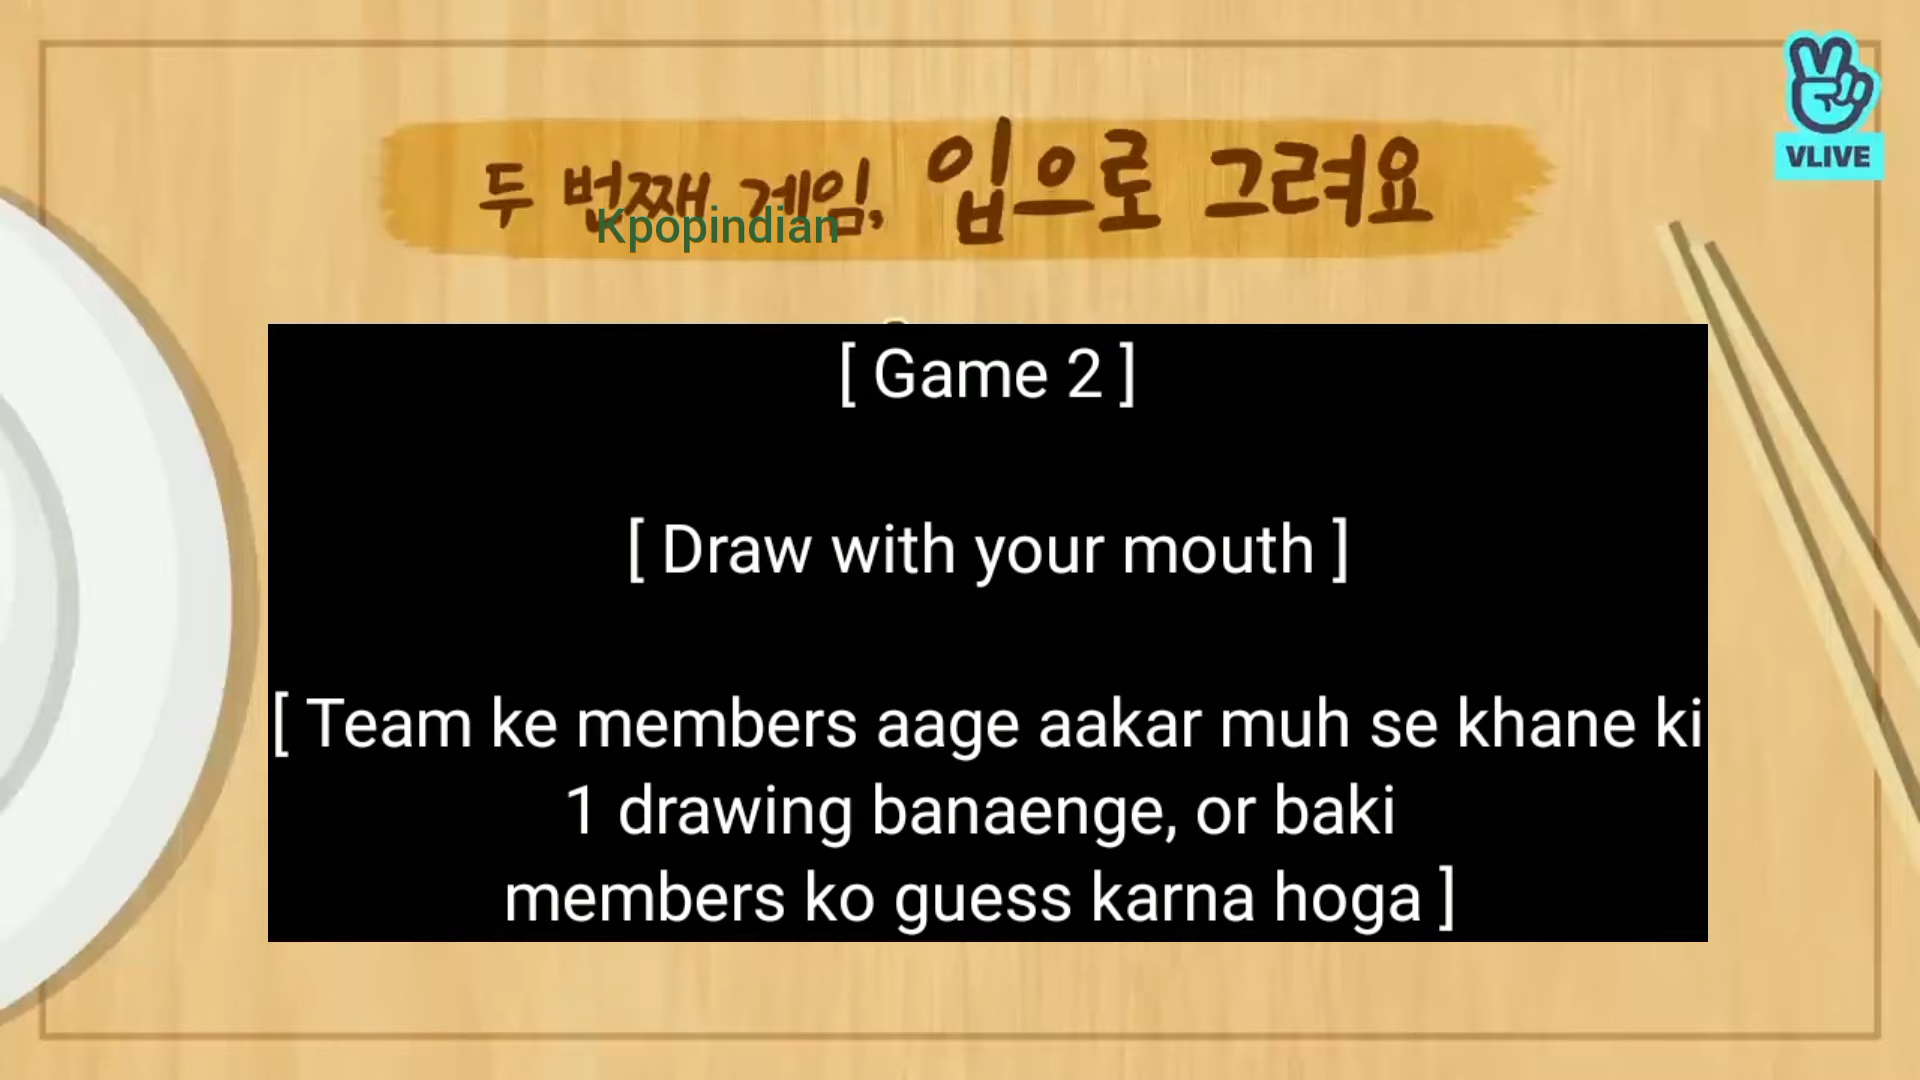 VLIVE
두 번째 게임, 입으로 그려요
Kpopindian
[ Game 2 ]
[ Draw with your mouth ]
[ Team ke members aage aakar muh se khane ki
1 drawing banaenge, or baki
members ko guess karna hoga ]